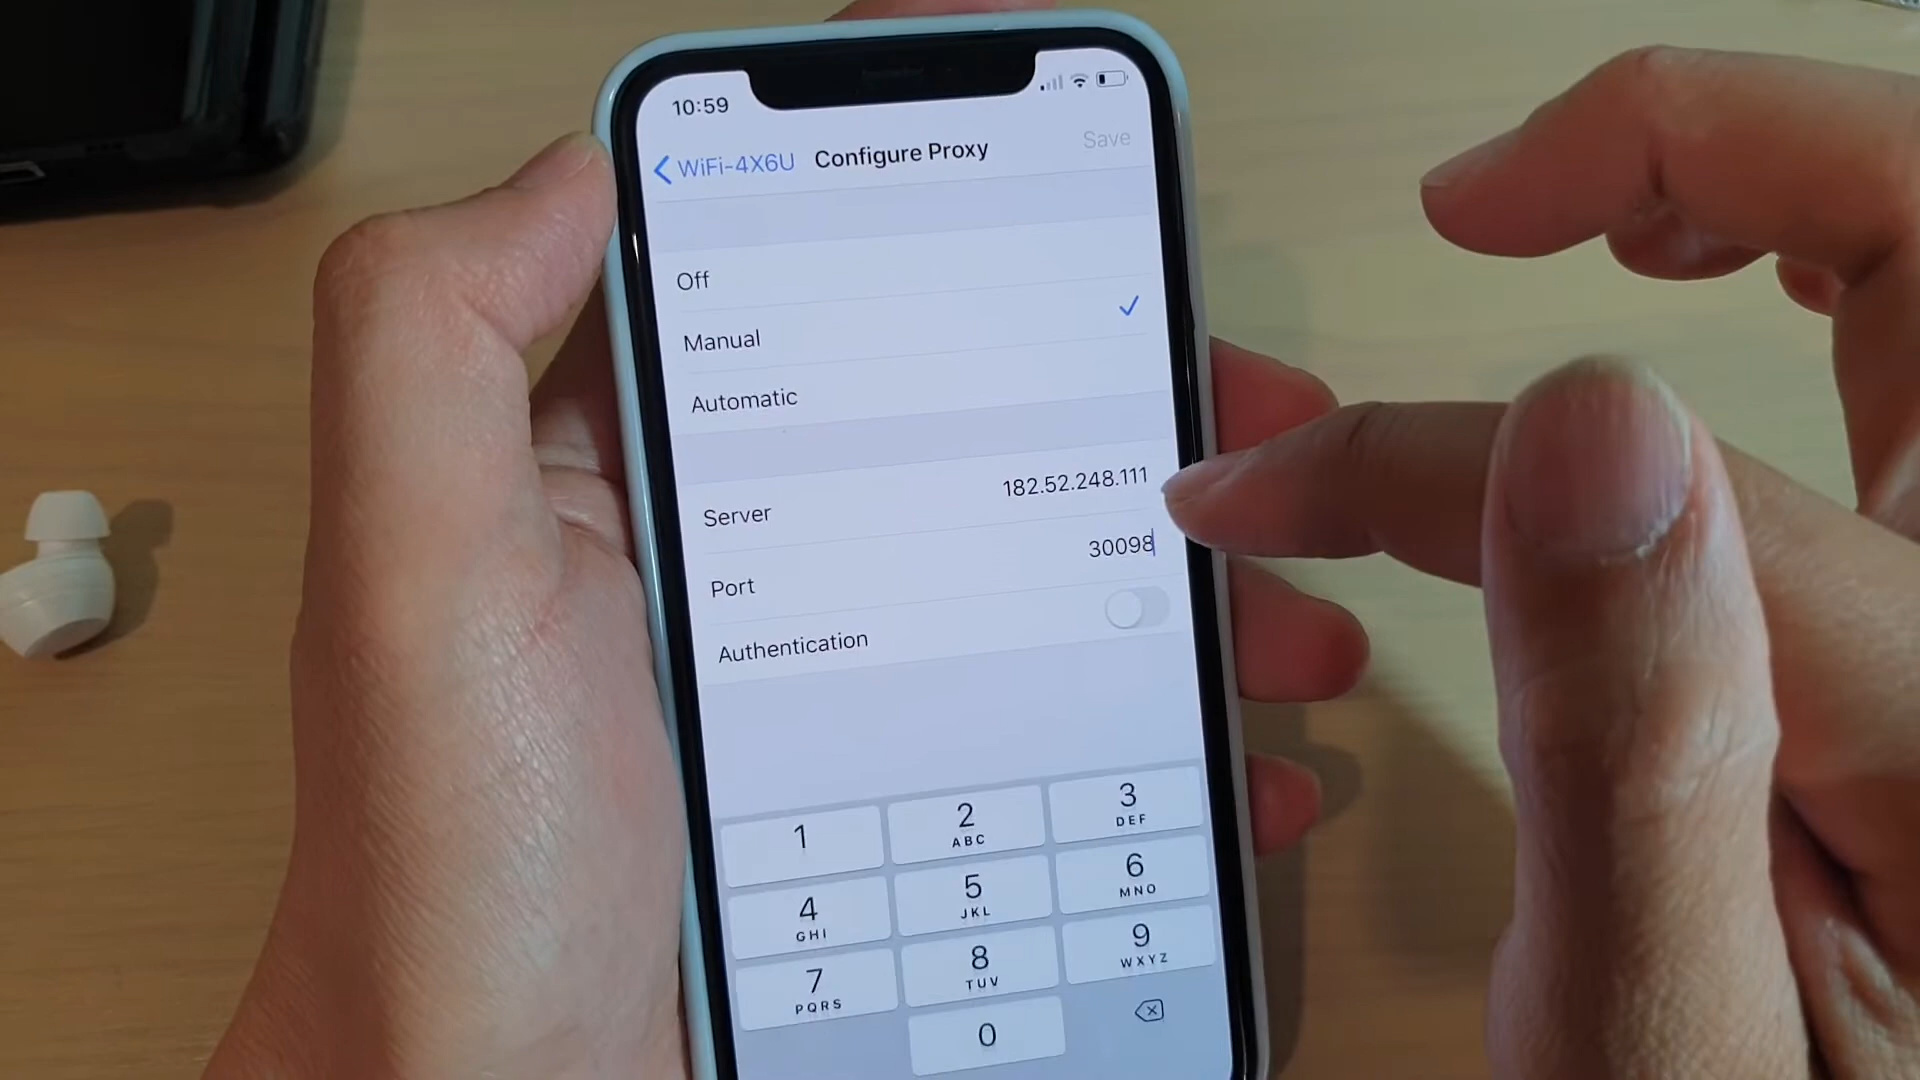 10:59
WiFi-4X6U Configure Proxy Save
Off
Manual
Automatic
Server 182.52.248.111
Port 30098
Authentication
1 2 ABC 3 DEF
4 GHI 5 JKL 6 MNO
7 PQRS 8 TUV 9 WXYZ
0